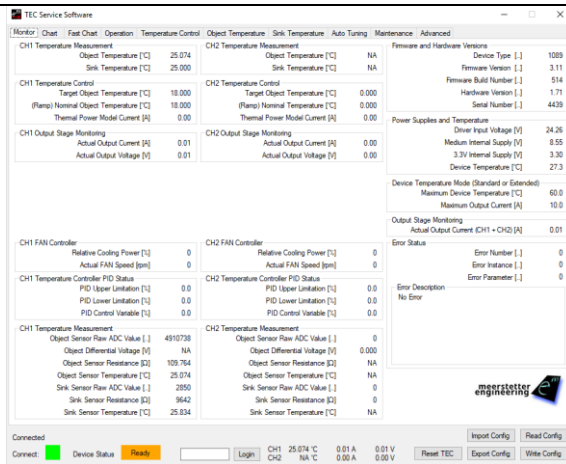 TEC Service Software
Monitor Chart Fast Chart Operation Temperature Control Object Temperature Sink Temperature Auto Tuning Maintenance Advanced
CH1 Temperature Measurement
Object Temperature [°C] 25.074
Sink Temperature [°C] 25.000
CH1 Temperature Control
Target Object Temperature [°C] 18.000
(Ramp) Nominal Object Temperature [°C] 18.000
Thermal Power Model Current [A] 0.00
CH1 Output Stage Monitoring
Actual Output Current [A] 0.01
Actual Output Voltage [V] 0.01
CH1 FAN Controller
Relative Cooling Power [%] 0
Actual FAN Speed [rpm] 0
CH1 Temperature Controller PID Status
PID Upper Limitation [%] 0.0
PID Lower Limitation [%] 0.0
PID Control Variable [%] 0.0
CH1 Temperature Measurement
Object Sensor Raw ADC Value [..] 4910738
Object Differential Voltage [V] NA
Object Sensor Resistance [Ω] 109.764
Object Sensor Temperature [°C] 25.074
Sink Sensor Raw ADC Value [..] 2850
Sink Sensor Resistance [Ω] 9642
Sink Sensor Temperature [°C] 25.834
CH2 Temperature Measurement
Object Temperature [°C] NA
Sink Temperature [°C] NA
CH2 Temperature Control
Target Object Temperature [°C] 0.000
(Ramp) Nominal Temperature [°C] 0.000
Thermal Power Model Current [A] 0.00
CH2 Output Stage Monitoring
Actual Output Current [A] 0.00
Actual Output Voltage [V] 0.00
CH2 FAN Controller
Relative Cooling Power [%] 0
Actual FAN Speed [rpm] 0
CH2 Temperature Controller PID Status
PID Upper Limitation [%] 0.0
PID Lower Limitation [%] 0.0
PID Control Variable [%] 0.0
CH2 Temperature Measurement
Object Sensor Raw ADC Value [..] 0
Object Differential Voltage [V] 0.000
Object Sensor Resistance [Ω] NA
Object Sensor Temperature [°C] NA
Sink Sensor Raw ADC Value [..] 0
Sink Sensor Resistance [Ω] 0
Sink Sensor Temperature [°C] NA
Firmware and Hardware Versions
Device Type [..] 1089
Firmware Version [..] 3.11
Firmware Build Number [..] 514
Hardware Version [..] 1.71
Serial Number [..] 4439
Power Supplies and Temperature
Driver Input Voltage [V] 24.26
Medium Internal Supply [V] 8.55
3.3V Internal Supply [V] 3.30
Device Temperature [°C] 27.3
Device Temperature Mode (Standard or Extended)
Maximum Device Temperature [°C] 60.0
Maximum Output Current [A] 10.0
Output Stage Monitoring
Actual Output Current (CH1 + CH2) [A] 0.01
Error Status
Error Number [..] 0
Error Instance [..] 0
Error Parameter [..] 0
Error Description
No Error
meerstetter
engineering
Connected
Import Config Read Config
Connect: Device Status Ready Login CH1 25.074 °C 0.01 A 0.01 V Reset TEC Export Config Write Config
CH2 NA °C 0.00 A 0.00 V